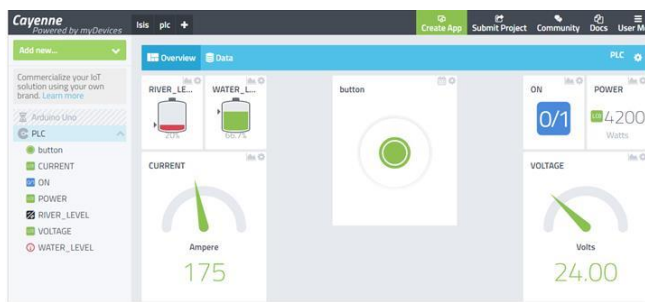 Cayenne
Powered by myDevices
Isis plc +
Create App
Submit Project
Community
Docs
User M
Add new...
Overview
Data
PLC
Commercialize your IoT
solution using your own
brand. Learn more
Arduino Uno
PLC
button
CURRENT
ON
POWER
RIVER_LEVEL
VOLTAGE
WATER_LEVEL
RIVER_LE...
20%
WATER_L...
66.7%
button
ON
0/1
POWER
4200
Watts
CURRENT
Ampere
175
VOLTAGE
Volts
24.00